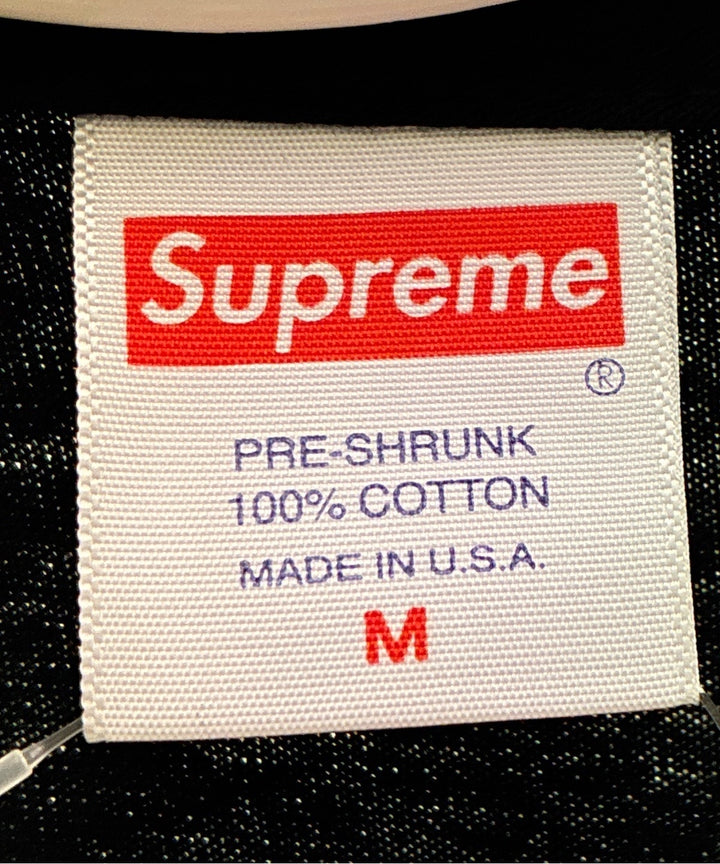 Supreme
®
PRE-SHRUNK
100% COTTON
MADE IN U.S.A.
M